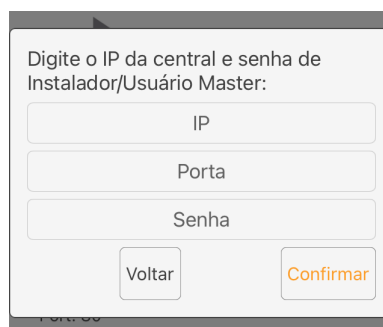 Digite o IP da central e senha de
Instalador/Usuário Master:
IP
Porta
Senha
Voltar
Confirmar